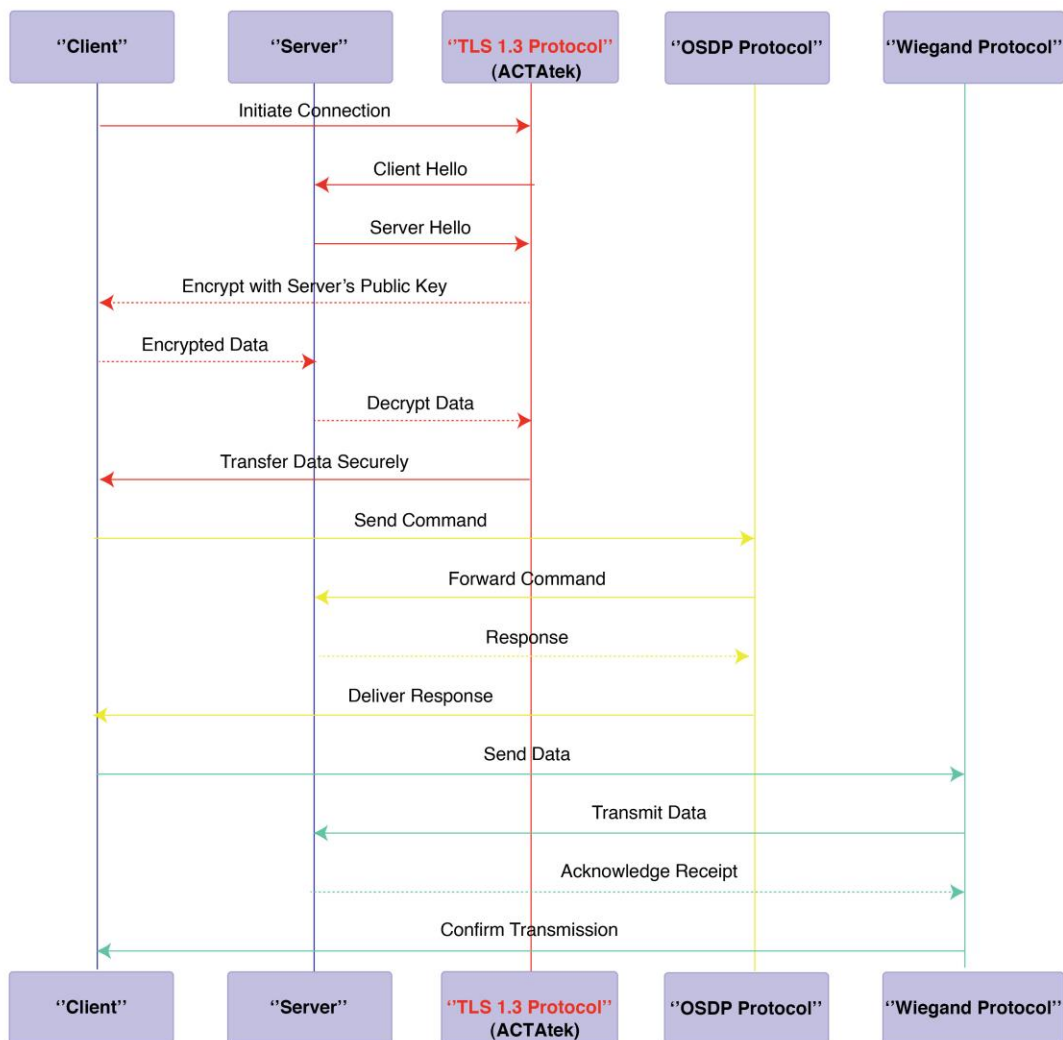 ‘’Client’’
‘’Server’’
‘’TLS 1.3 Protocol’’
(ACTAtek)
‘’OSDP Protocol’’
‘’Wiegand Protocol’’
Initiate Connection
Client Hello
Server Hello
Encrypt with Server’s Public Key
Encrypted Data
Decrypt Data
Transfer Data Securely
Send Command
Forward Command
Response
Deliver Response
Send Data
Transmit Data
Acknowledge Receipt
Confirm Transmission
‘’Client’’
‘’Server’’
‘’TLS 1.3 Protocol’’
(ACTAtek)
‘’OSDP Protocol’’
‘’Wiegand Protocol’’